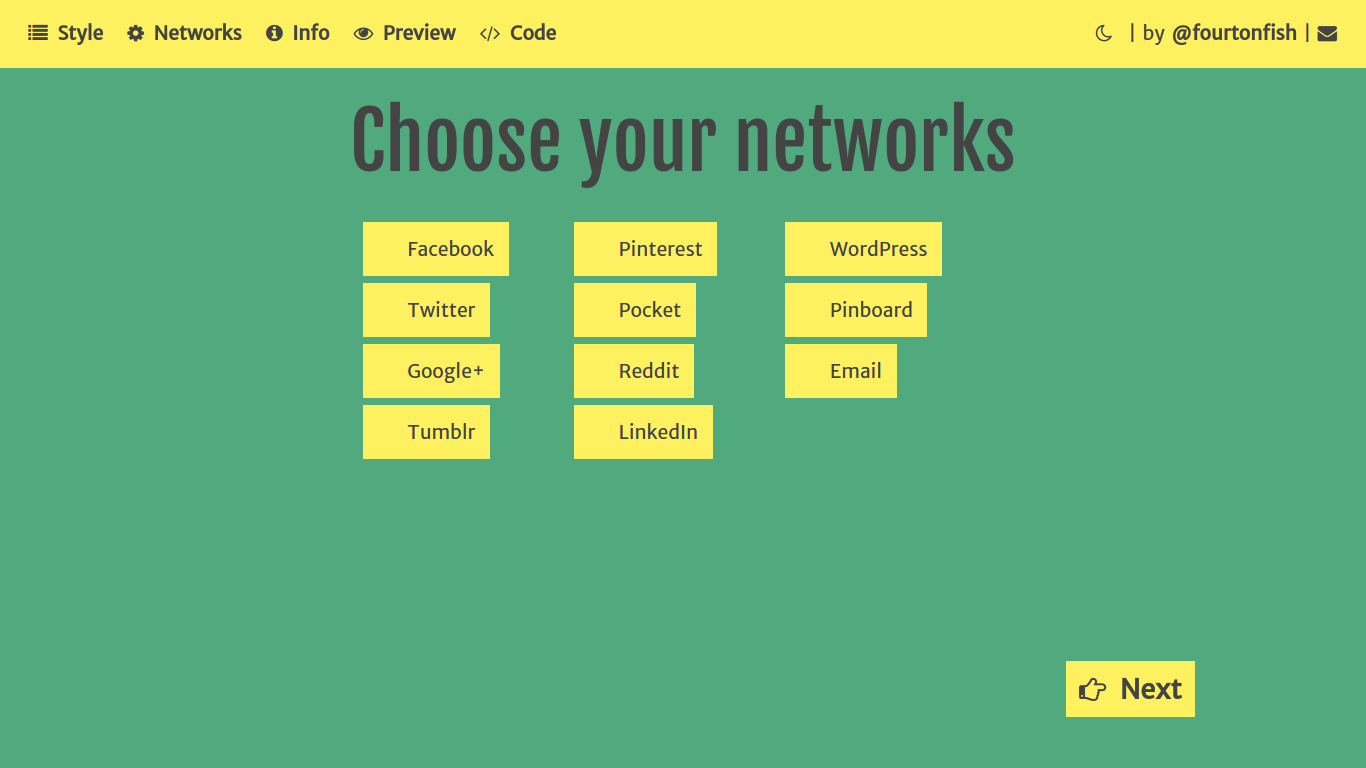 Style Networks Info Preview Code | by @fourtonfish |
Choose your networks
Facebook Pinterest WordPress
Twitter Pocket Pinboard
Google+ Reddit Email
Tumblr LinkedIn
Next